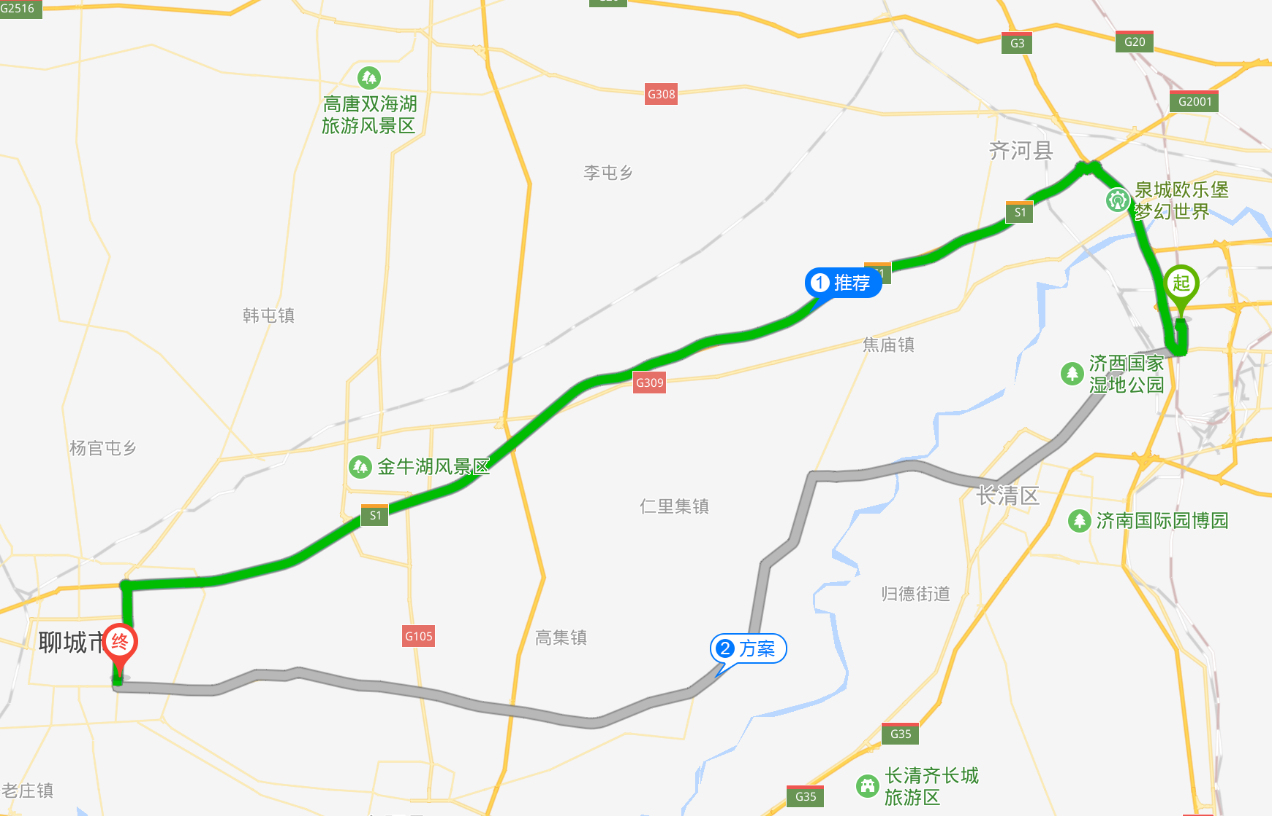 G2516
G3
G20
高唐双海湖
旅游风景区
G308
G2001
齐河县
李屯乡
泉城欧乐堡
梦幻世界
S1
1 推荐
起
韩屯镇
焦庙镇
济西国家
湿地公园
G309
杨官屯乡
金牛湖风景区
S1
仁里集镇
长清区
济南国际园博园
归德街道
聊城市
终
G105
高集镇
2 方案
G35
长清齐长城
旅游区
老庄镇
G35